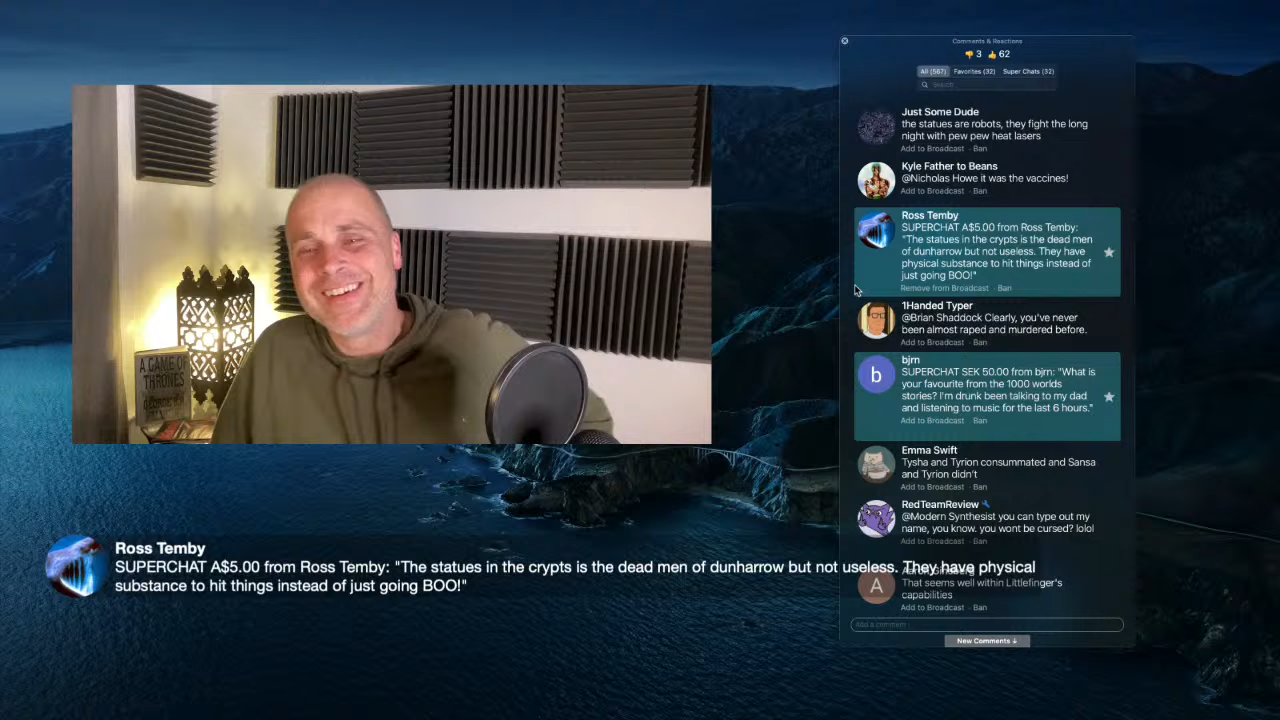 Comments & Reactions
👎 3 👍 62
All (587) Favorites (32) Super Chats (32)
Search
Just Some Dude
the statues are robots, they fight the long
night with pew pew heat lasers
Add to Broadcast · Ban
Kyle Father to Beans
@Nicholas Howe it was the vaccines!
Add to Broadcast · Ban
Ross Temby
SUPERCHAT A$5.00 from Ross Temby:
"The statues in the crypts is the dead men
of dunharrow but not useless. They have
physical substance to hit things instead of
just going BOO!"
Remove from Broadcast · Ban
1Handed Typer
@Brian Shaddock Clearly, you've never
been almost raped and murdered before.
Add to Broadcast · Ban
b
bjrn
SUPERCHAT SEK 50.00 from bjrn: "What is
your favourite from the 1000 worlds
stories? I'm drunk been talking to my dad
and listening to music for the last 6 hours."
Add to Broadcast · Ban
Emma Swift
Tysha and Tyrion consummated and Sansa
and Tyrion didn't
Add to Broadcast · Ban
RedTeamReview
@Modern Synthesist you can type out my
name, you know. you wont be cursed? lolol
Add to Broadcast · Ban
A
That seems well within Littlefinger's
capabilities
Add to Broadcast · Ban
Add a comment
New Comments ↓
A GAME OF
THRONES
Ross Temby
SUPERCHAT A$5.00 from Ross Temby: "The statues in the crypts is the dead men of dunharrow but not useless. They have physical
substance to hit things instead of just going BOO!"